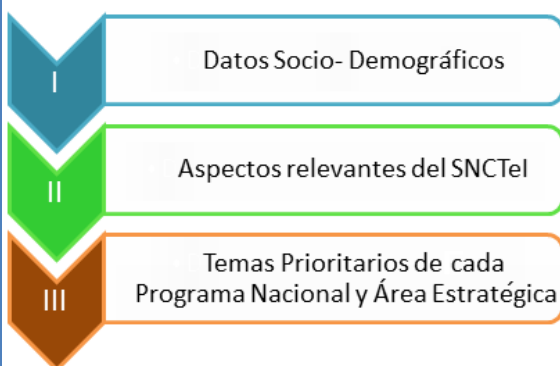 I
Datos Socio- Demográficos
II
Aspectos relevantes del SNCTeI
III
Temas Prioritarios de cada
Programa Nacional y Área Estratégica